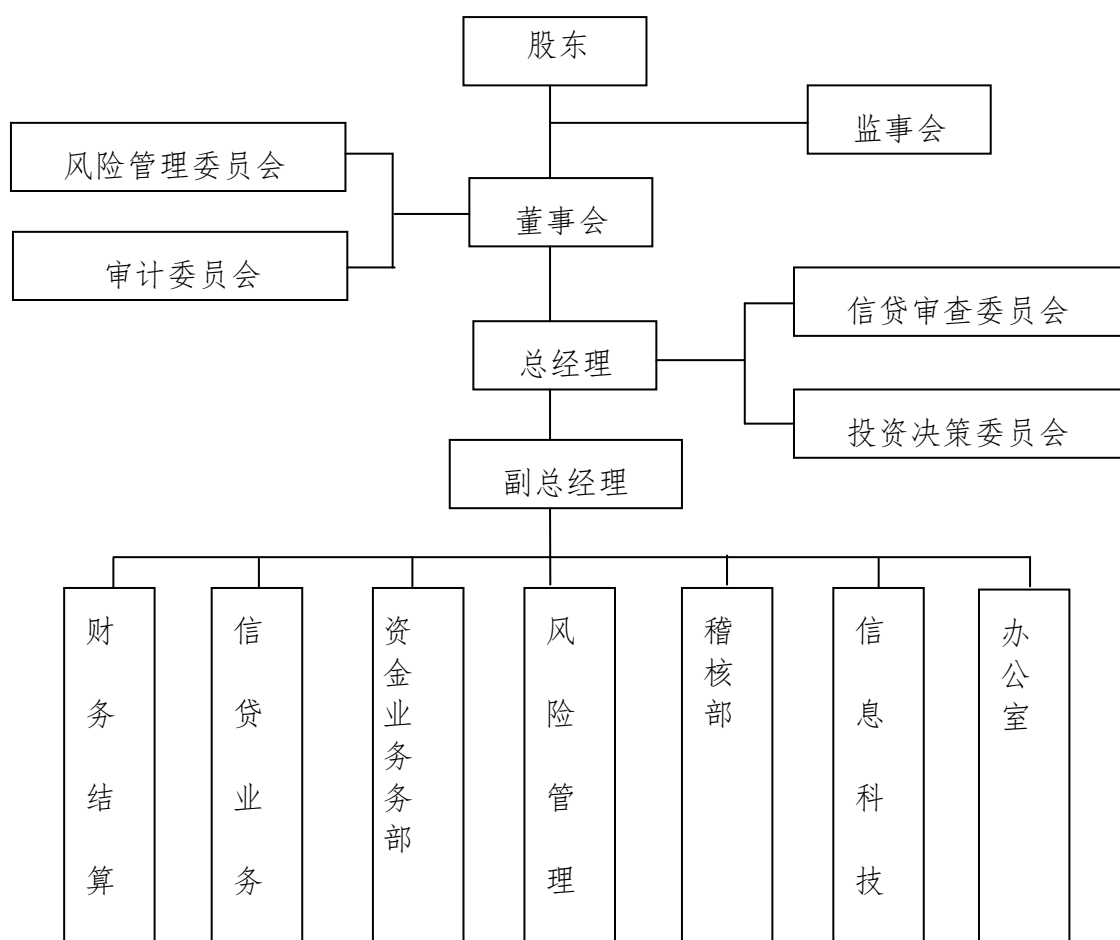 股东
监事会
风险管理委员会
董事会
审计委员会
信贷审查委员会
总经理
投资决策委员会
副总经理
财务结算
信贷业务
资金业务务部
风险管理
稽核部
信息科技
办公室